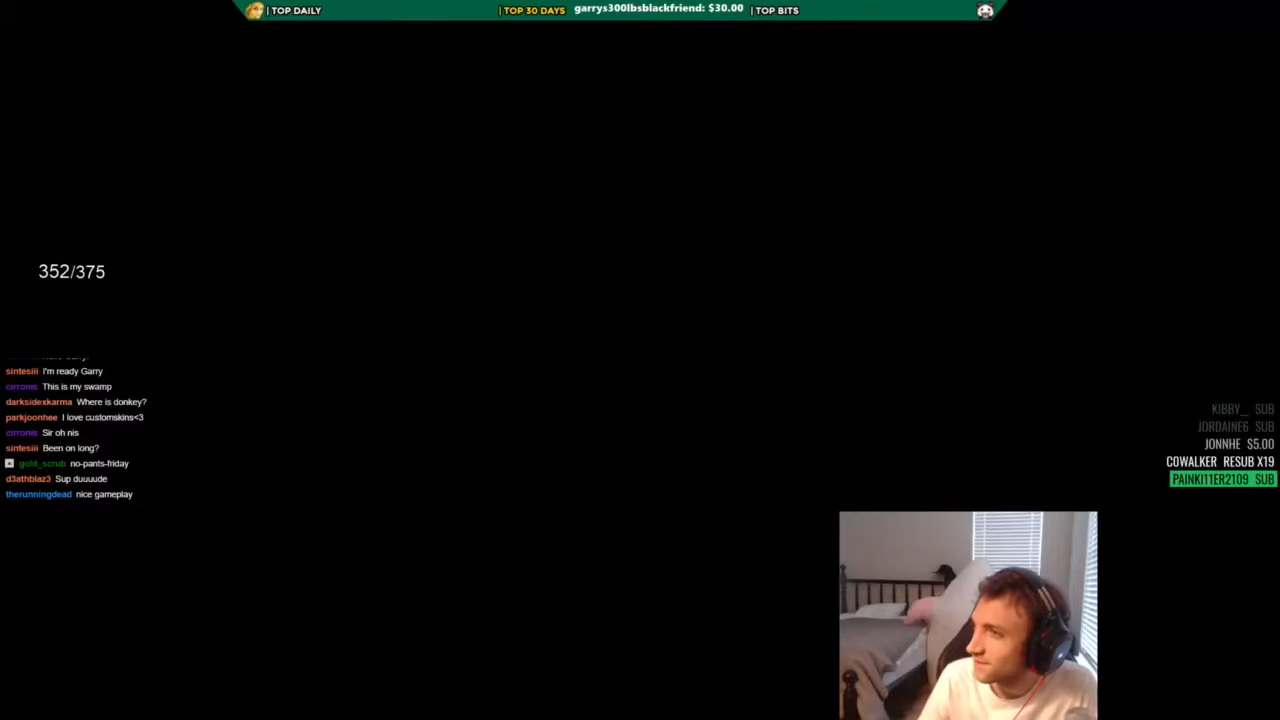 | TOP DAILY
| TOP 30 DAYS garrys300lbsblackfriend: $30.00 | TOP BITS
352/375
sintesiii I'm ready Garry
cirronis This is my swamp
darksidexkarma Where is donkey?
parkjoonhee I love customskins<3
cirronis Sir oh nis
sintesiii Been on long?
gold_scrub no-pants-friday
d3athblaz3 Sup duuuude
therunningdead nice gameplay
KIBBY_ SUB
JORDAINE6 SUB
JONNHE $5.00
COWALKER RESUB X19
PAINKI11ER2109 SUB